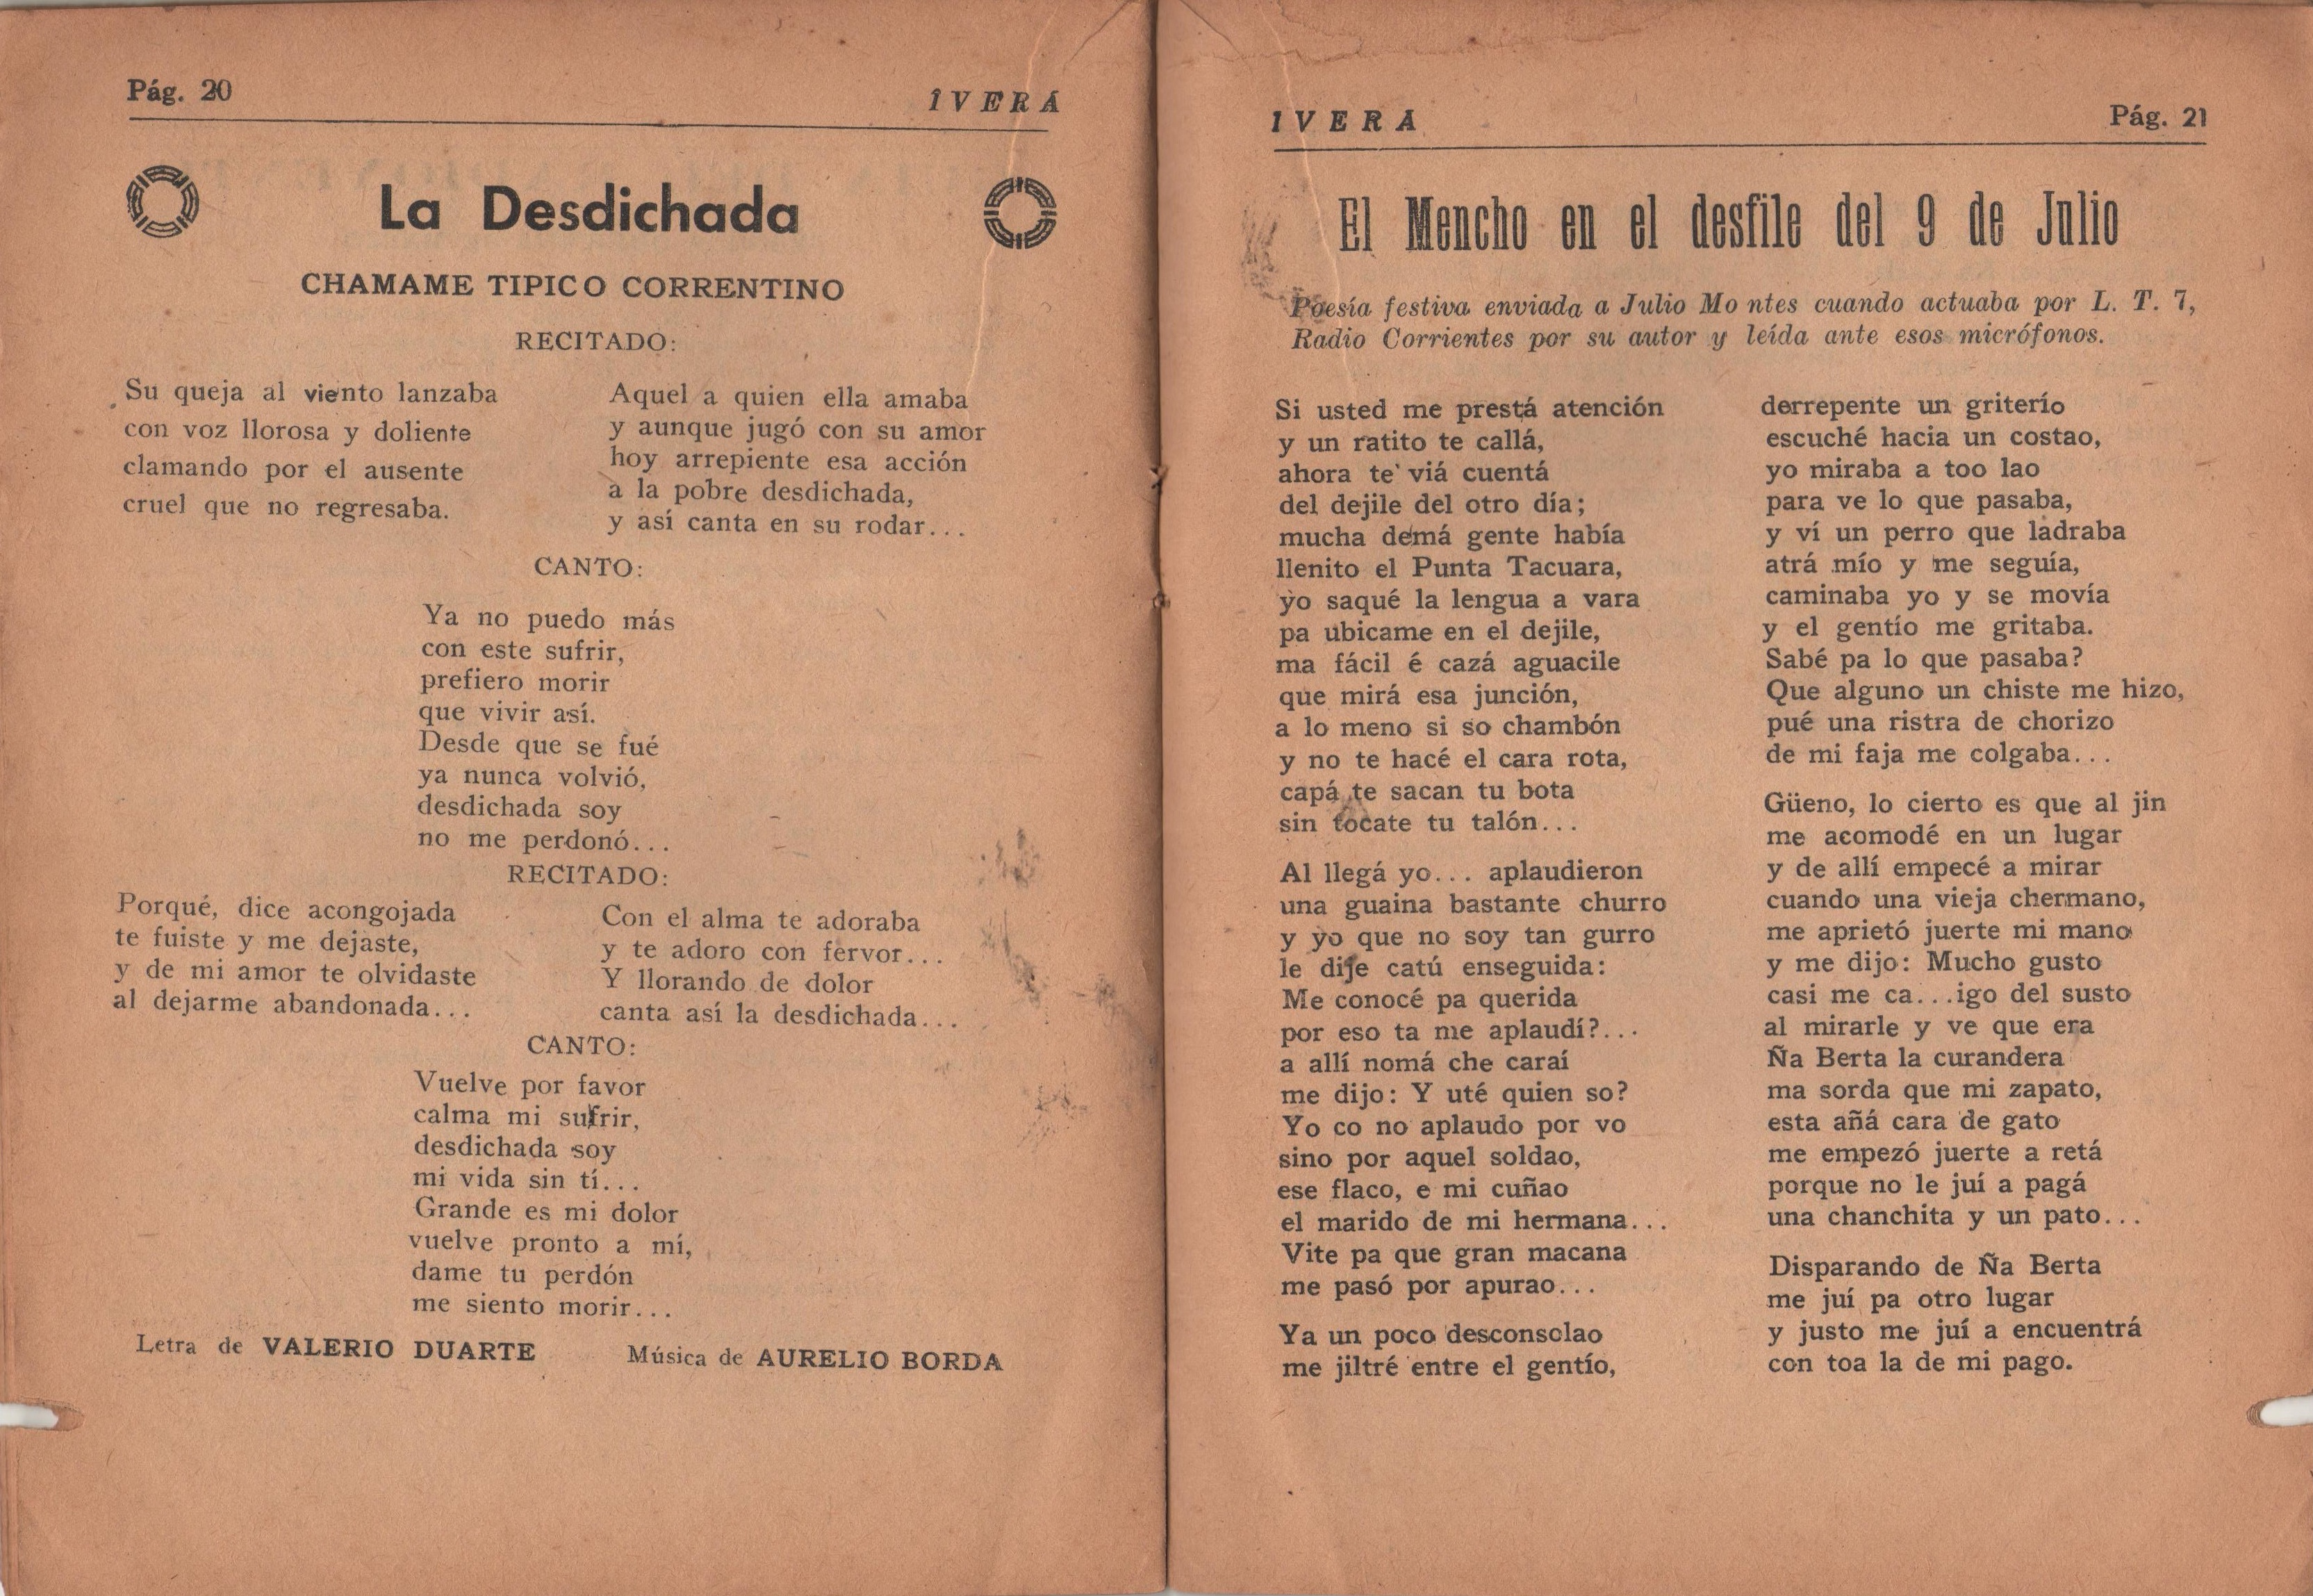 Pág. 20
ÎVERÁ
La Desdichada
CHAMAME TIPICO CORRENTINO
RECITADO:
Su queja al viento lanzaba
con voz llorosa y doliente
clamando por el ausente
cruel que no regresaba.
Aquel a quien ella amaba
y aunque jugó con su amor
hoy arrepiente esa acción
a la pobre desdichada,
y así canta en su rodar...
CANTO:
Ya no puedo más
con este sufrir,
prefiero morir
que vivir así.
Desde que se fué
ya nunca volvió,
desdichada soy
no me perdonó...
RECITADO:
Porqué, dice acongojada
te fuiste y me dejaste,
y de mi amor te olvidaste
al dejarme abandonada...
Con el alma te adoraba
y te adoro con fervor...
Y llorando de dolor
canta así la desdichada...
CANTO:
Vuelve por favor
calma mi sufrir,
desdichada soy
mi vida sin tí...
Grande es mi dolor
vuelve pronto a mí,
dame tu perdón
me siento morir...
Letra de VALERIO DUARTE
Música de AURELIO BORDA
IVERA
Pág. 21
El Mencho en el desfile del 9 de Julio
Poesía festiva enviada a Julio Montes cuando actuaba por L. T. 7,
Radio Corrientes por su autor y leída ante esos micrófonos.
Si usted me prestá atención
y un ratito te callá,
ahora te viá cuentá
del dejile del otro día;
mucha demá gente había
llenito el Punta Tacuara,
yo saqué la lengua a vara
pa ubicame en el dejile,
ma fácil é cazá aguacile
que mirá esa junción,
a lo meno si so chambón
y no te hacé el cara rota,
capá te sacan tu bota
sin tocate tu talón...
Al llegá yo... aplaudieron
una guaina bastante churro
y yo que no soy tan gurro
le dije catú enseguida:
Me conocé pa querida
por eso ta me aplaudí?...
a allí nomá che caraí
me dijo: Y uté quien so?
Yo co no aplaudo por vo
sino por aquel soldao,
ese flaco, e mi cuñao
el marido de mi hermana...
Vite pa que gran macana
me pasó por apurao...
Ya un poco desconsolao
me jiltré entre el gentío,
derrepente un griterío
escuché hacia un costao,
yo miraba a too lao
para ve lo que pasaba,
y ví un perro que ladraba
atrá mío y me seguía,
caminaba yo y se movía
y el gentío me gritaba.
Sabé pa lo que pasaba?
Que alguno un chiste me hizo,
pué una ristra de chorizo
de mi faja me colgaba...
Güeno, lo cierto es que al jin
me acomodé en un lugar
y de allí empecé a mirar
cuando una vieja chermano,
me aprietó juerte mi mano
y me dijo: Mucho gusto
casi me ca...igo del susto
al mirarle y ve que era
Ña Berta la curandera
ma sorda que mi zapato,
esta añá cara de gato
me empezó juerte a retá
porque no le juí a pagá
una chanchita y un pato...
Disparando de Ña Berta
me juí pa otro lugar
y justo me juí a encuentrá
con toa la de mi pago.